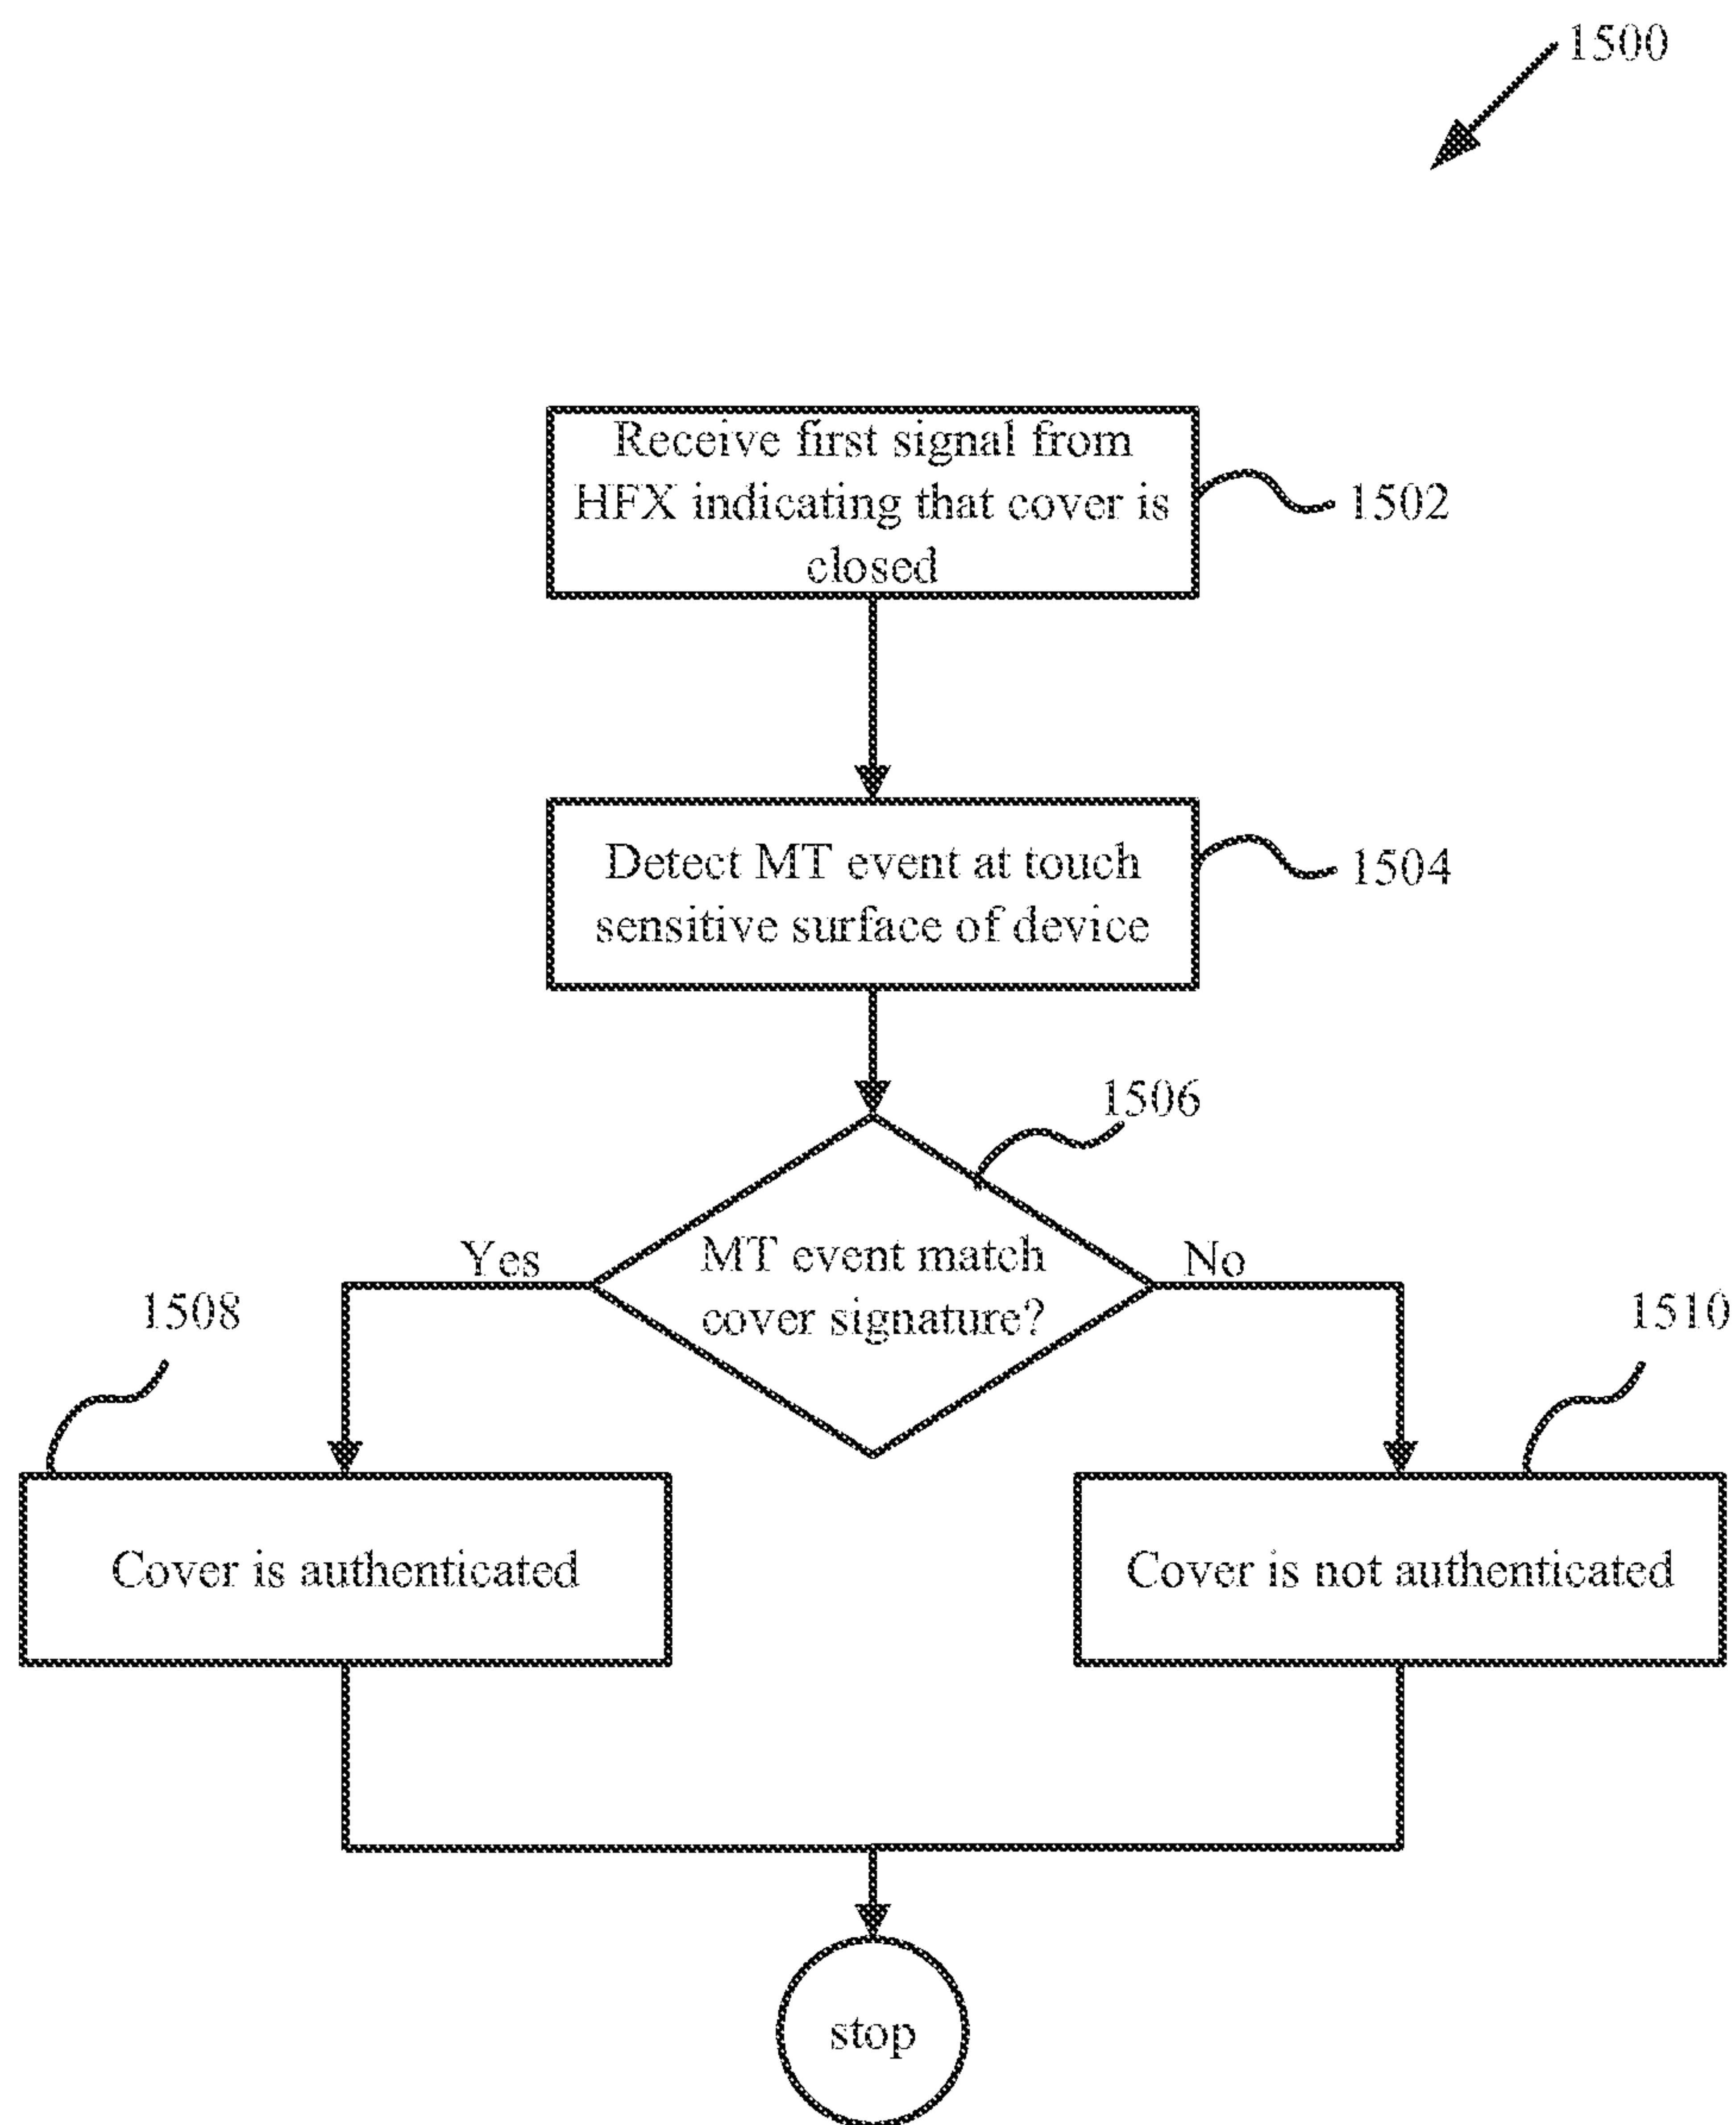 1500
Receive first signal from
HFX indicating that cover is
closed
1502
Detect MT event at touch
sensitive surface of device
1504
1506
MT event match
cover signature?
Yes
No
1508
1510
Cover is authenticated
Cover is not authenticated
stop